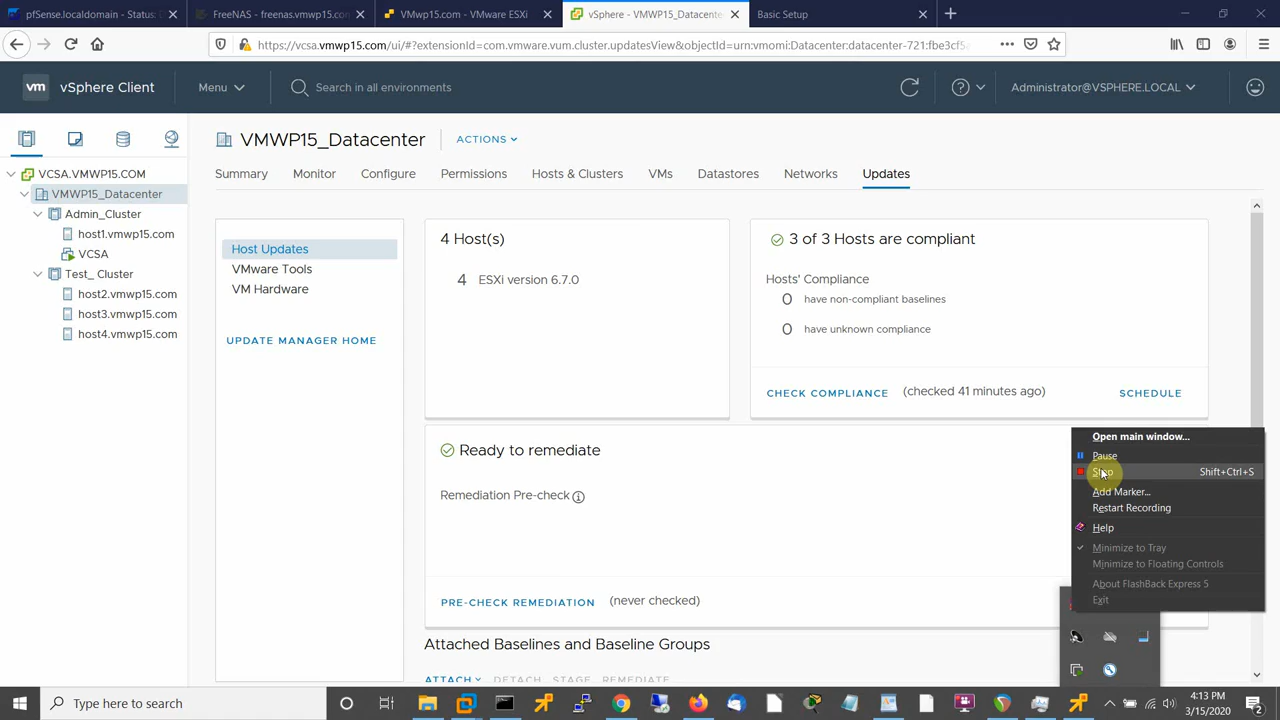 pfSense.localdomain - Status: D
FreeNAS - freenas.vmwp15.com
VMwp15.com - VMware ESXi
vSphere - VMWP15_Datacenter
Basic Setup
https://vcsa.vmwp15.com/ui/#?extensionId=com.vmware.vum.cluster.updatesView&objectId=urn:vmomi:Datacenter:datacenter-721:fbe3cf5
vm vSphere Client
Menu
Search in all environments
Administrator@VSPHERE.LOCAL
VMWP15_Datacenter
ACTIONS
Summary
Monitor
Configure
Permissions
Hosts & Clusters
VMs
Datastores
Networks
Updates
VCSA.VMWP15.COM
VMWP15_Datacenter
Admin_Cluster
host1.vmwp15.com
VCSA
Test_ Cluster
host2.vmwp15.com
host3.vmwp15.com
host4.vmwp15.com
Host Updates
VMware Tools
VM Hardware
UPDATE MANAGER HOME
4 Host(s)
4 ESXi version 6.7.0
3 of 3 Hosts are compliant
Hosts' Compliance
0 have non-compliant baselines
0 have unknown compliance
CHECK COMPLIANCE (checked 41 minutes ago)
SCHEDULE
Ready to remediate
Remediation Pre-check
PRE-CHECK REMEDIATION (never checked)
Attached Baselines and Baseline Groups
ATTACH DETACH STAGE REMEDIATE
Open main window...
Pause
Stop Shift+Ctrl+S
Add Marker...
Restart Recording
Help
Minimize to Tray
Minimize to Floating Controls
About FlashBack Express 5
Exit
Type here to search
4:13 PM
3/15/2020
2